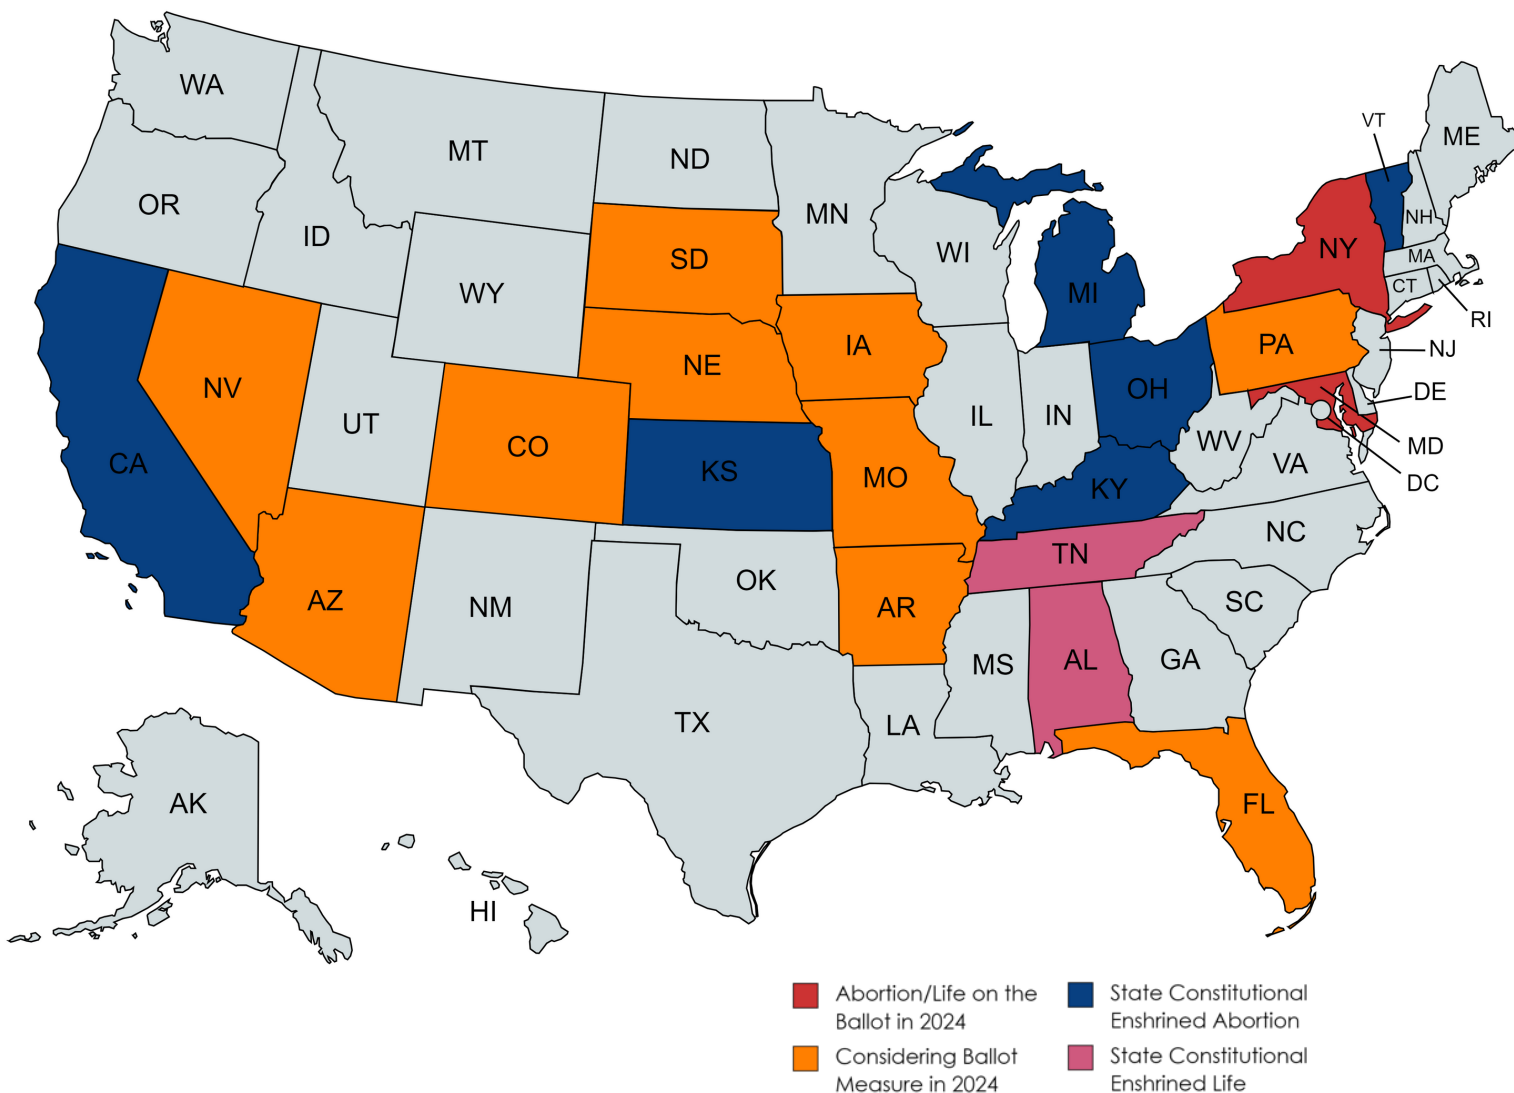 WA
MT
ND
MN
OR
ID
WY
SD
WI
MI
VT
ME
NH
NY
MA
CT
RI
NV
UT
CO
NE
IA
IL
IN
OH
PA
NJ
DE
MD
DC
CA
KS
MO
KY
WV
VA
AZ
NM
OK
AR
TN
NC
SC
MS
AL
GA
TX
LA
FL
AK
HI
Abortion/Life on the
Ballot in 2024
State Constitutional
Enshrined Abortion
Considering Ballot
Measure in 2024
State Constitutional
Enshrined Life